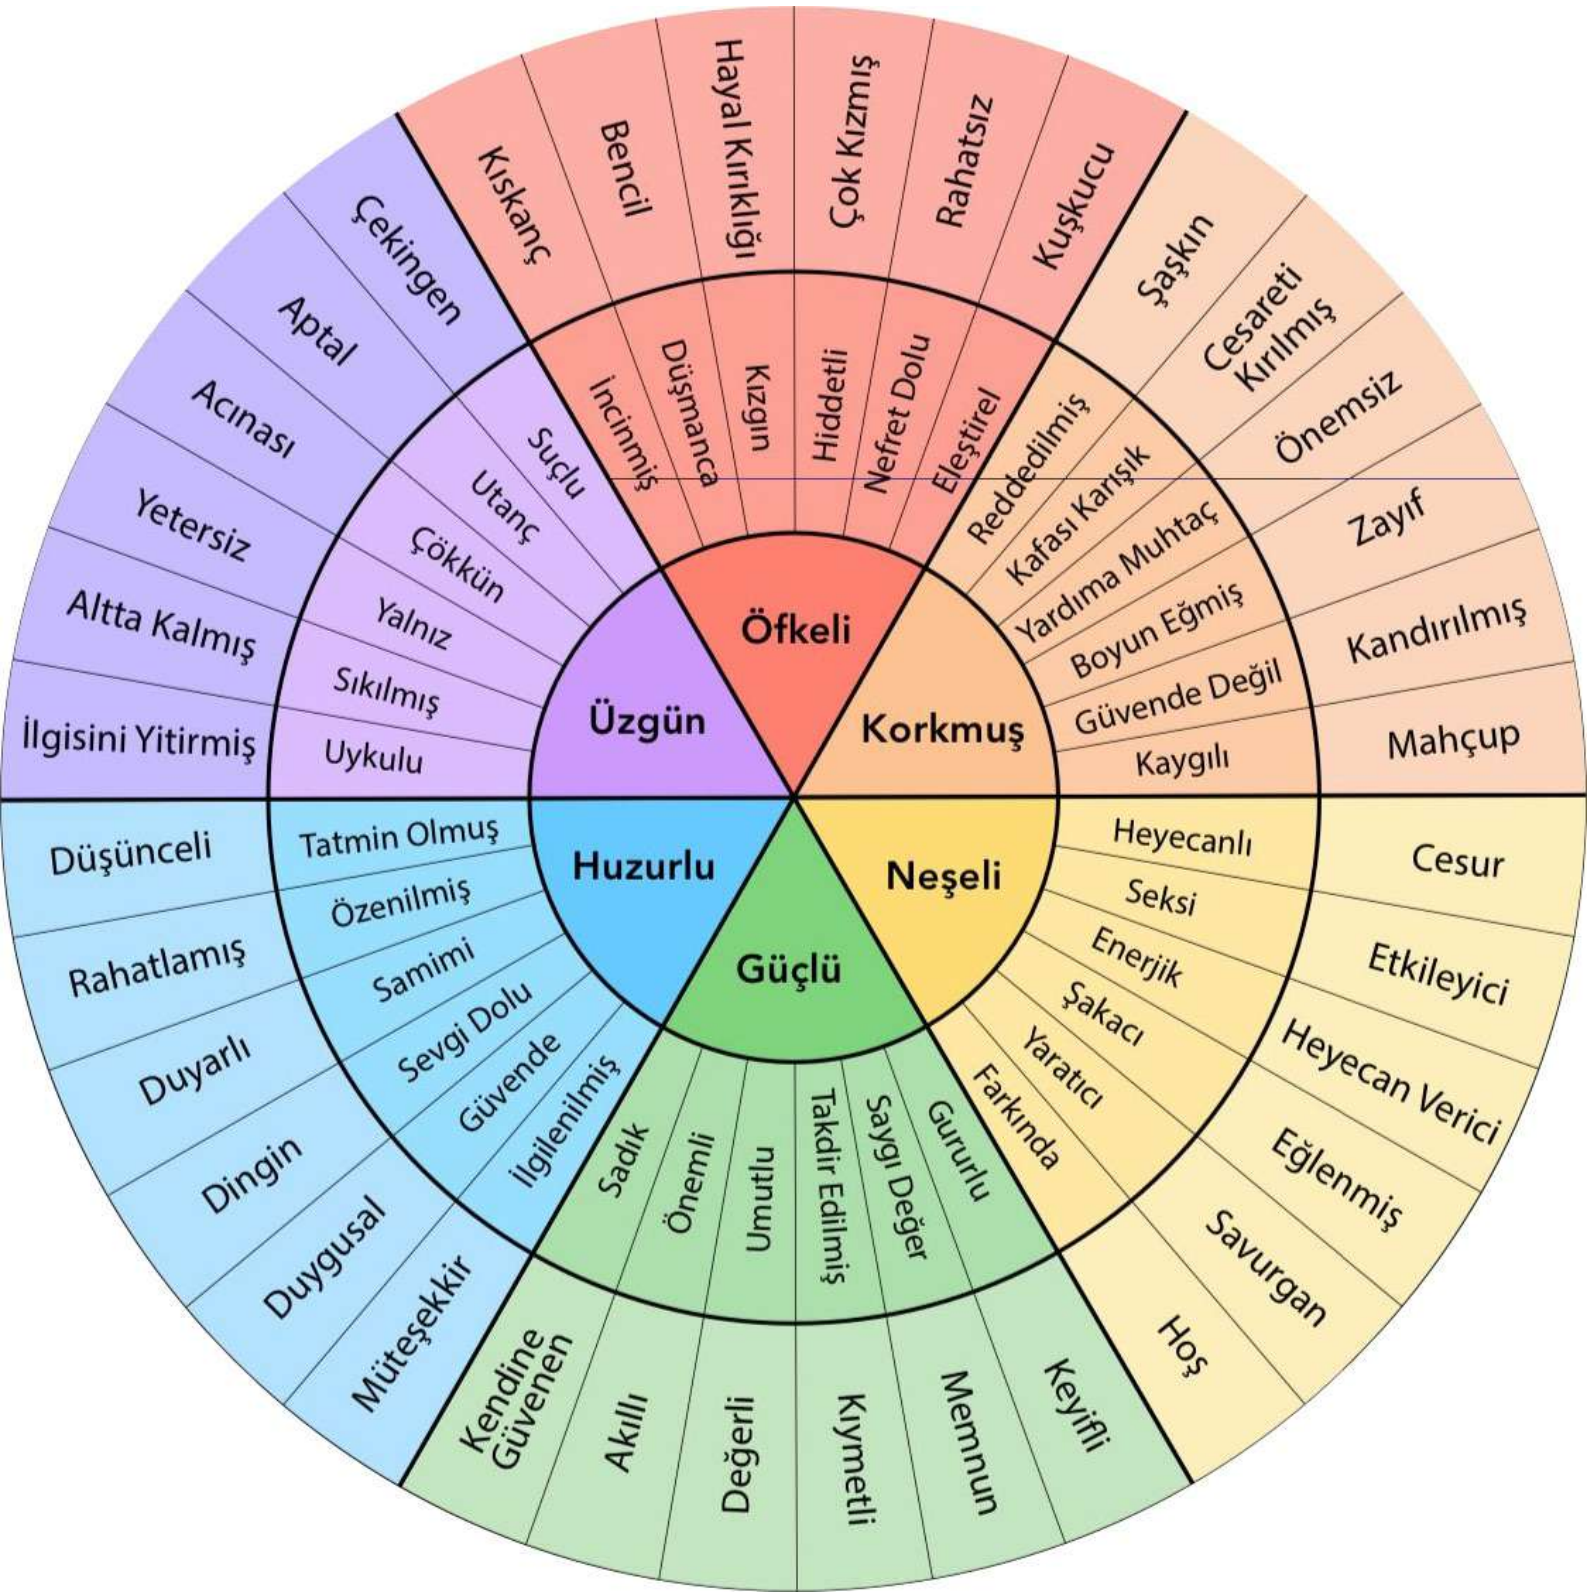 Öfkeli
Korkmuş
Neşeli
Güçlü
Huzurlu
Üzgün
İncinmiş
Düşmanca
Kızgın
Hiddetli
Nefret Dolu
Eleştirel
Reddedilmiş
Kafası Karışık
Yardıma Muhtaç
Boyun Eğmiş
Güvende Değil
Kaygılı
Heyecanlı
Seksi
Enerjik
Şakacı
Yaratıcı
Farkında
Gururlu
Saygı Değer
Takdir Edilmiş
Umutlu
Önemli
Sadık
İlgilenilmiş
Güvende
Sevgi Dolu
Samimi
Özenilmiş
Tatmin Olmuş
Uykulu
Sıkılmış
Yalnız
Çökkün
Utanç
Suçlu
Kıskanç
Bencil
Hayal Kırıklığı
Çok Kızmış
Rahatsız
Kuşkucu
Şaşkın
Cesareti
Kırılmış
Önemsiz
Zayıf
Kandırılmış
Mahçup
Cesur
Etkileyici
Heyecan Verici
Eğlenmiş
Savurgan
Hoş
Keyifli
Memnun
Kıymetli
Değerli
Akıllı
Kendine
Güvenen
Müteşekkir
Duygusal
Dingin
Duyarlı
Rahatlamış
Düşünceli
İlgisini Yitirmiş
Altta Kalmış
Yetersiz
Acınası
Aptal
Çekingen